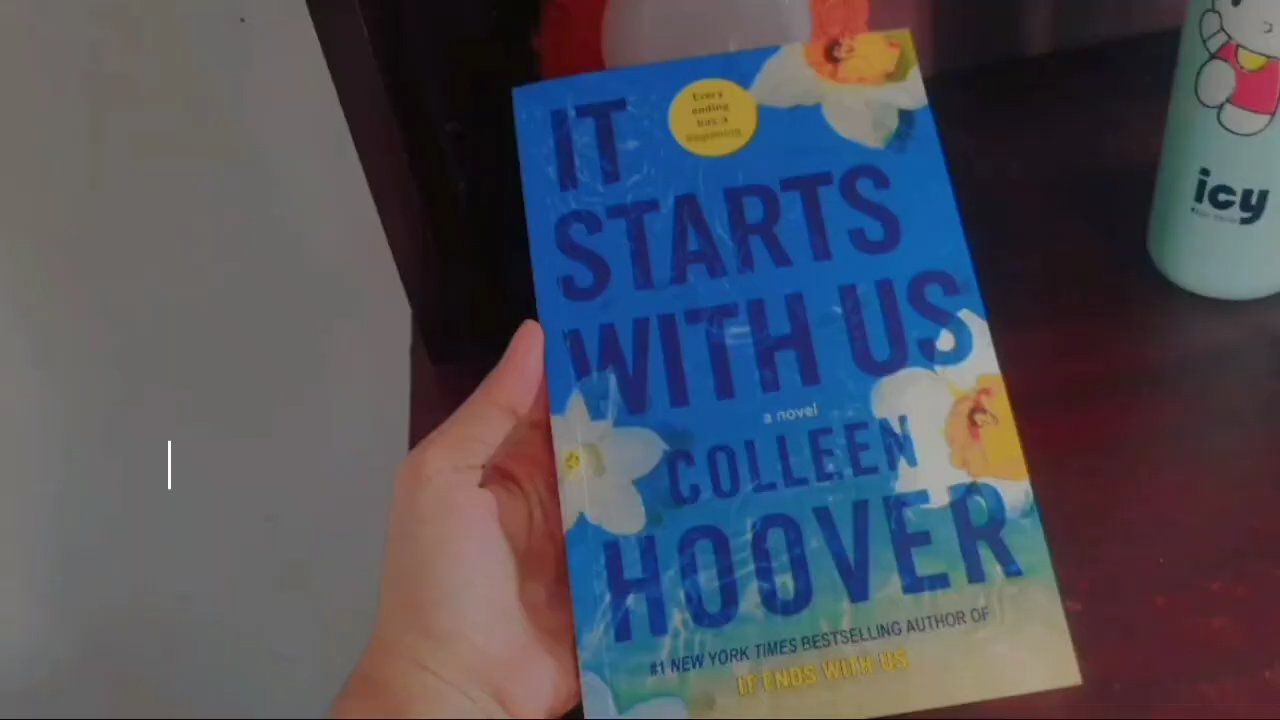 Every
ending
has a
beginning.
IT
STARTS
WITH US
a novel
COLLEEN
HOOVER
#1 NEW YORK TIMES BESTSELLING AUTHOR OF
IT ENDS WITH US
icy